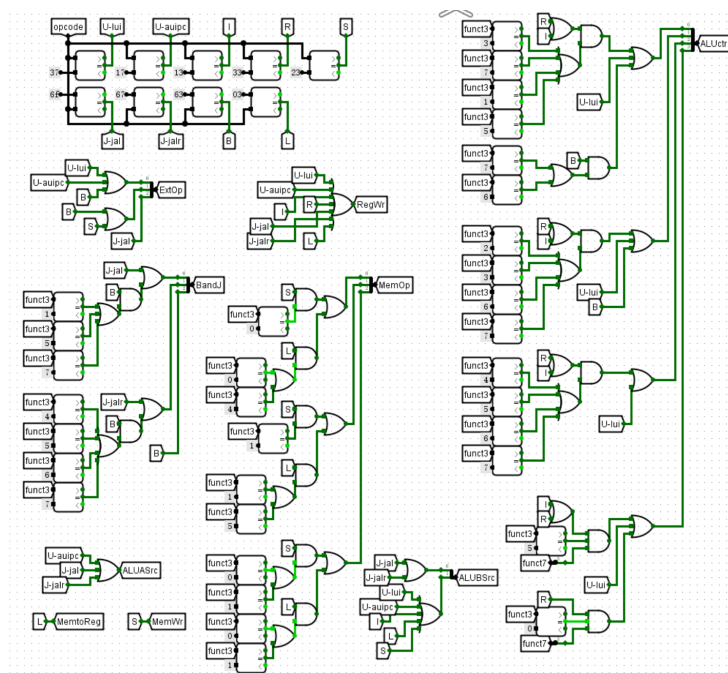 opcode U-lui U-auipc I R S
37 17 13 33 23
67 63 03
J-jal J-jalr B L
U-lui
U-auipc
B
B
S
J-jal
ExtOp
U-lui
U-auipc
I
R
J-jal
J-jalr
L
RegWr
J-jal
B
funct3
1
funct3
5
funct3
7
BandJ
J-jalr
B
funct3
4
funct3
5
funct3
6
funct3
7
B
U-auipc
J-jal
J-jalr
ALUASrc
L MemtoReg
S MemWr
S
funct3
0
L
funct3
0
funct3
4
S
funct3
1
L
funct3
1
funct3
5
S
funct3
0
funct3
1
L
funct3
0
funct3
1
MemOp
J-jal
J-jalr
U-lui
U-auipc
I
L
S
ALUBSrc
R
I
funct3
3
funct3
7
funct3
1
funct3
5
U-lui
B
funct3
7
funct3
6
ALUctr
R
I
funct3
2
funct3
3
funct3
6
funct3
7
U-lui
B
R
I
funct3
4
funct3
5
funct3
6
funct3
7
U-lui
I
R
funct3
5
funct7
U-lui
R
funct3
0
funct7